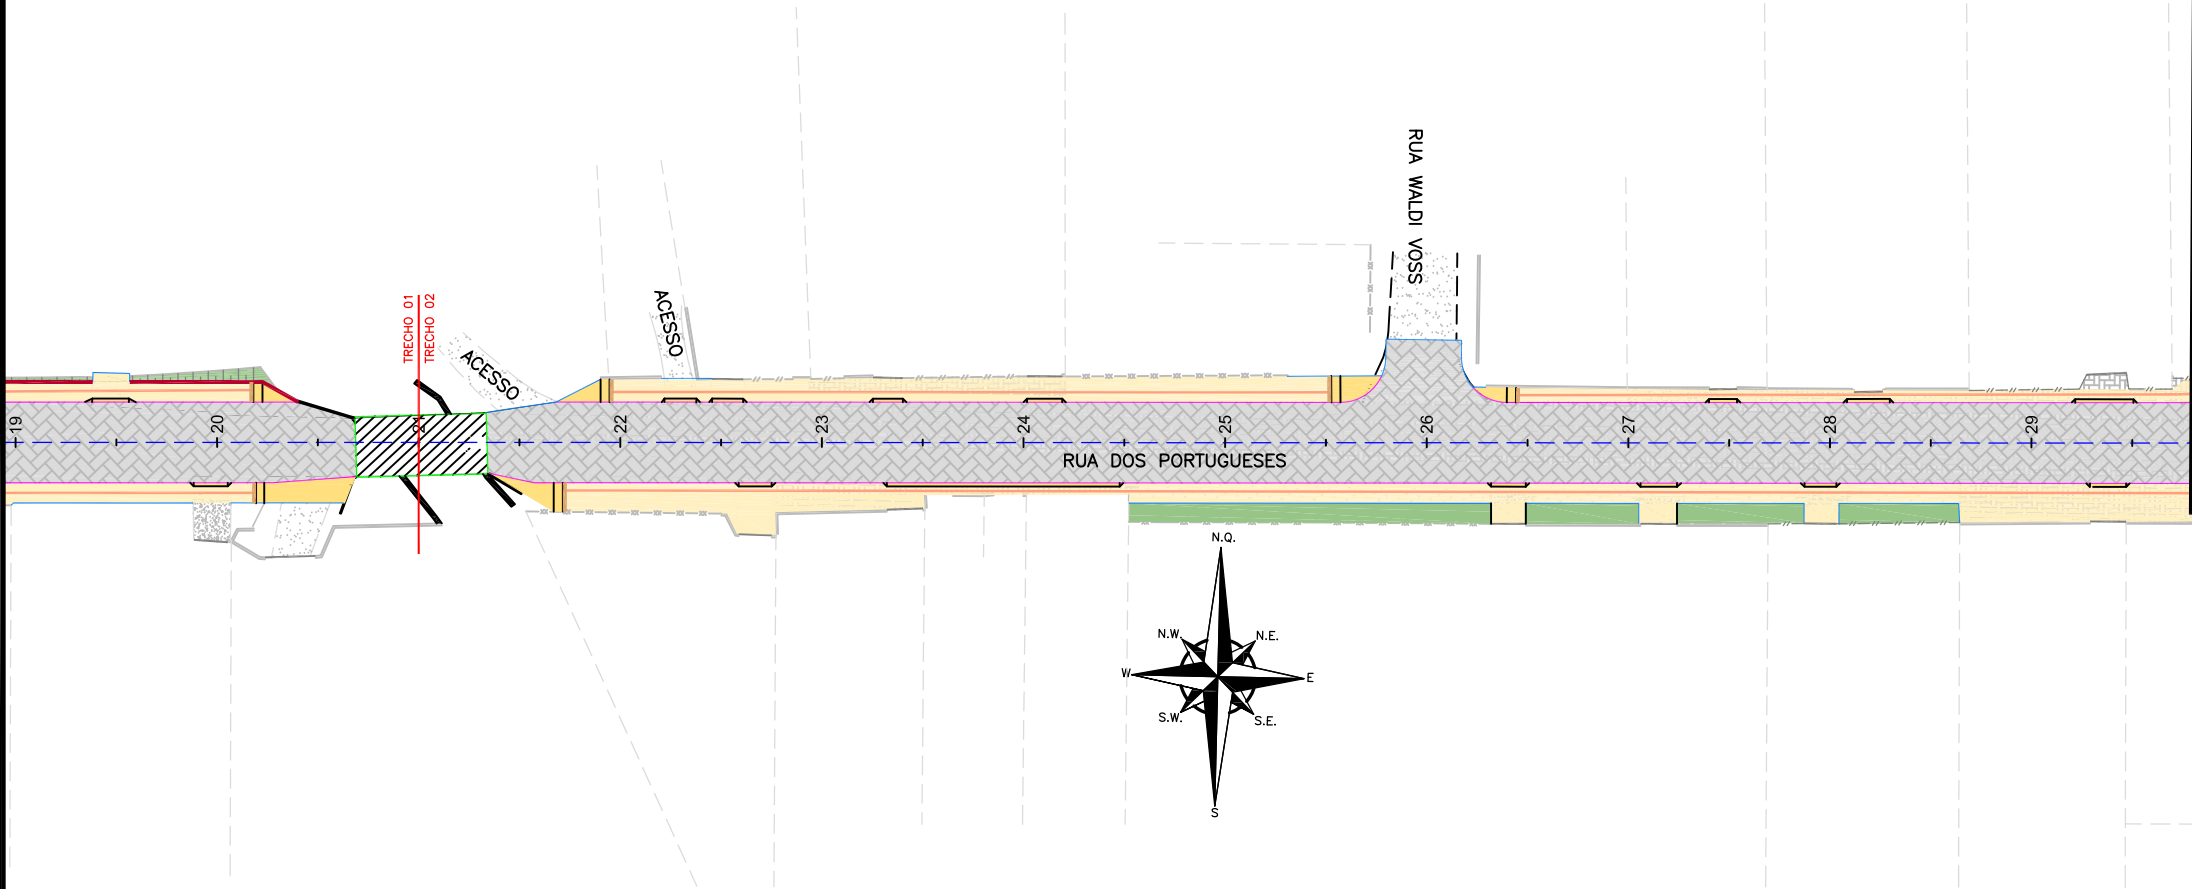 RUA WALDI VOSS
TRECHO 01
TRECHO 02
ACESSO
ACESSO
19
20
21
22
23
24
25
26
27
28
29
RUA DOS PORTUGUESES
N.Q.
N.W.
N.E.
W
E
S.W.
S.E.
S